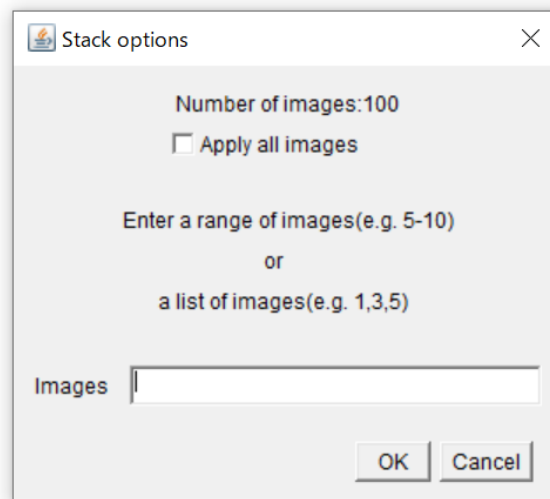 Stack options
Number of images:100
Apply all images
Enter a range of images(e.g. 5-10)
or
a list of images(e.g. 1,3,5)
Images
OK Cancel